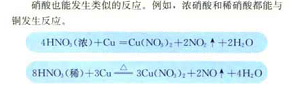 硝酸也能发生类似的反应。例如，浓硝酸和稀硝酸都能与
铜发生反应。
4HNO₃(浓)+Cu=Cu(NO₃)₂+2NO₂↑+2H₂O
8HNO₃(稀)+3Cu=△=3Cu(NO₃)₂+2NO↑+4H₂O